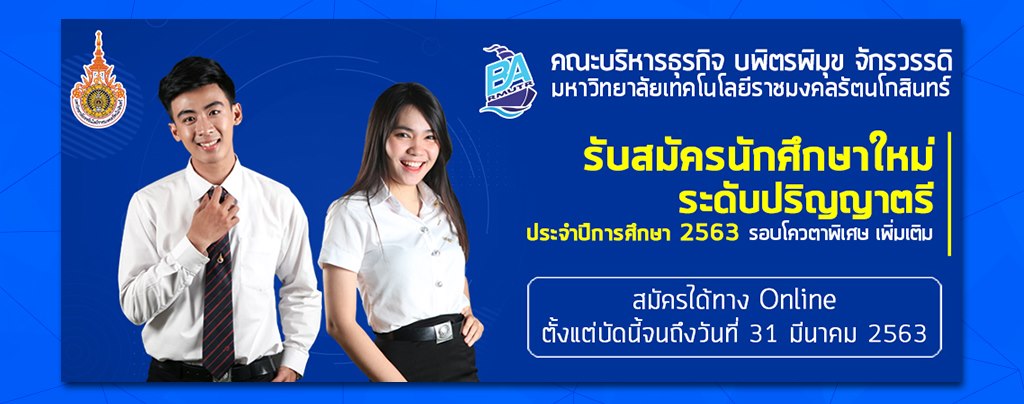 BA
RMUTR
คณะบริหารธุรกิจ บพิตรพิมุข จักรวรรดิ
มหาวิทยาลัยเทคโนโลยีราชมงคลรัตนโกสินทร์
รับสมัครนักศึกษาใหม่
ระดับปริญญาตรี
ประจำปีการศึกษา 2563 รอบโควตาพิเศษ เพิ่มเติม
สมัครได้ทาง Online
ตั้งแต่บัดนี้จนถึงวันที่ 31 มีนาคม 2563